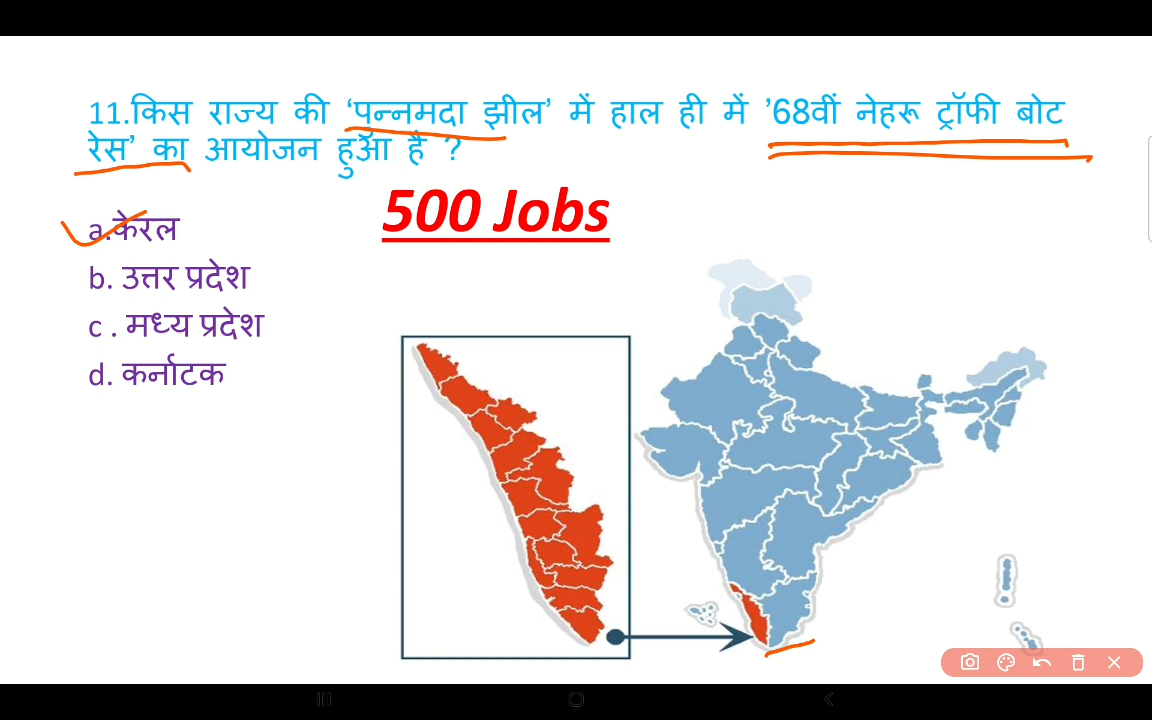 11.किस राज्य की ‘पुन्नमदा झील’ में हाल ही में ’68वीं नेहरू ट्रॉफी बोट
रेस’ का आयोजन हुआ है ?
500 Jobs
a.केरल
b. उत्तर प्रदेश
c . मध्य प्रदेश
d. कर्नाटक